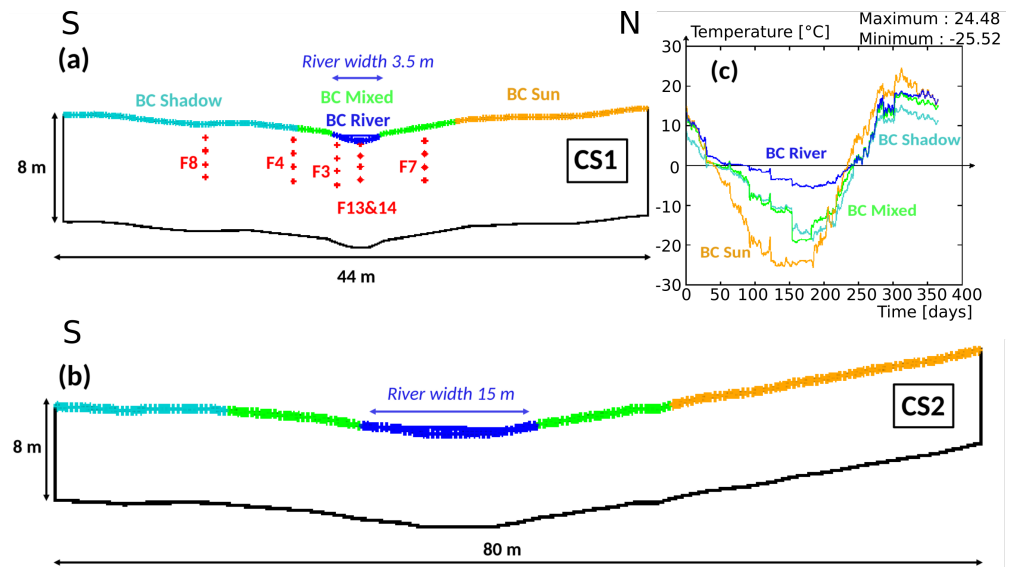 S
(a)
River width 3.5 m
BC Shadow
BC Mixed
BC Sun
BC River
8 m
F8
F4
F3
F7
F13&14
CS1
44 m
N
Maximum : 24.48
Minimum : -25.52
Temperature [°C]
(c)
30
20
10
0
-10
-20
-30
BC River
BC Shadow
BC Mixed
BC Sun
0 50 100 150 200 250 300 350 400
Time [days]
S
(b)
River width 15 m
8 m
CS2
80 m